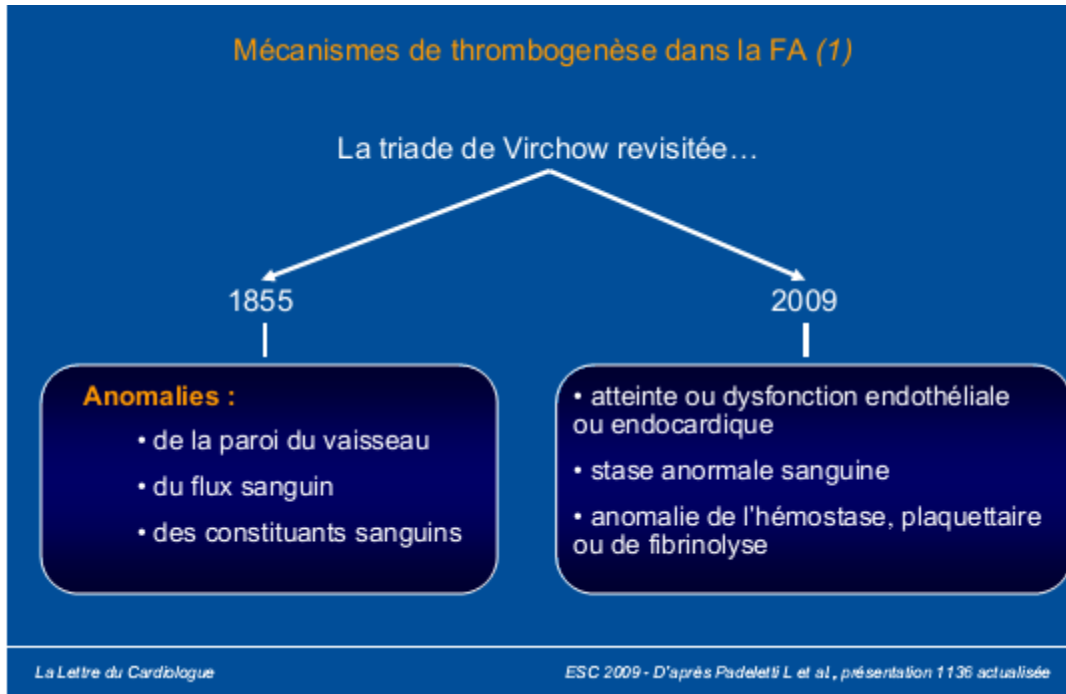 Mécanismes de thrombogenèse dans la FA (1)
La triade de Virchow revisitée…
1855
2009
Anomalies :
• de la paroi du vaisseau
• du flux sanguin
• des constituants sanguins
• atteinte ou dysfonction endothéliale
ou endocardique
• stase anormale sanguine
• anomalie de l'hémostase, plaquettaire
ou de fibrinolyse
La Lettre du Cardiologue
ESC 2009 - D'après Padeletti L et al., présentation 1136 actualisée